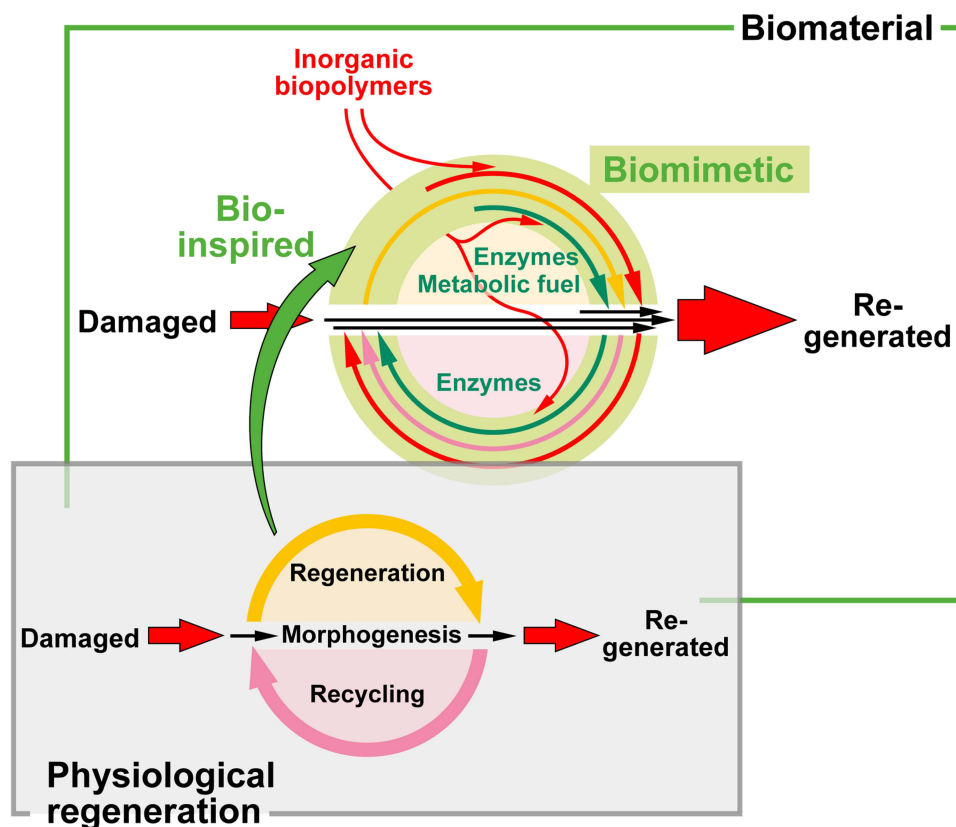 Biomaterial
Inorganic
biopolymers
Biomimetic
Bio-
inspired
Enzymes
Metabolic fuel
Damaged
Re-
generated
Enzymes
Regeneration
Damaged
Morphogenesis
Re-
generated
Recycling
Physiological
regeneration